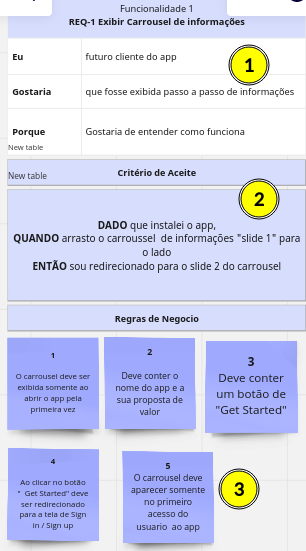 Funcionalidade 1
REQ-1 Exibir Carrousel de informações
Eu
futuro cliente do app
1
Gostaria
que fosse exibida passo a passo de informações
Porque
Gostaria de entender como funciona
New table
New table
Critério de Aceite
2
DADO que instalei o app,
QUANDO arrasto o carroussel de informações "slide 1" para
o lado
ENTÃO sou redirecionado para o slide 2 do carrousel
Regras de Negocio
1
O carrousel deve ser
exibida somente ao
abrir o app pela
primeira vez
2
Deve conter o
nome do app e a
sua proposta de
valor
3
Deve conter
um botão de
"Get Started"
4
Ao clicar no botão
" Get Started" deve
ser redirecionado
para a tela de Sign
in / Sign up
5
O carrousel deve
aparecer somente
no primeiro
acesso do
usuario ao app
3